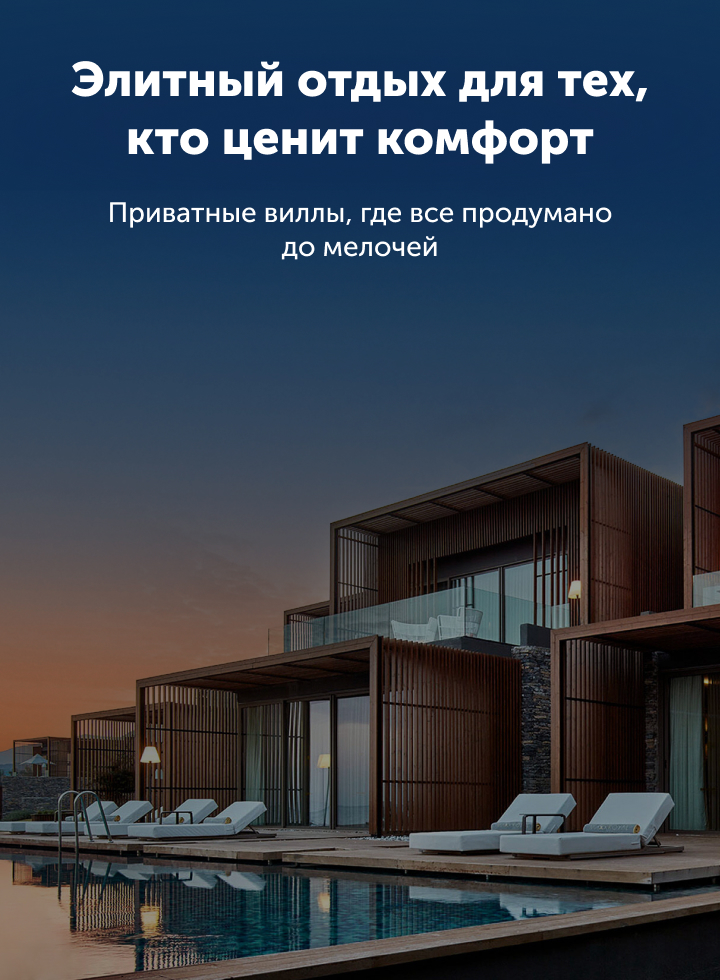 Элитный отдых для тех,
кто ценит комфорт
Приватные виллы, где все продумано
до мелочей